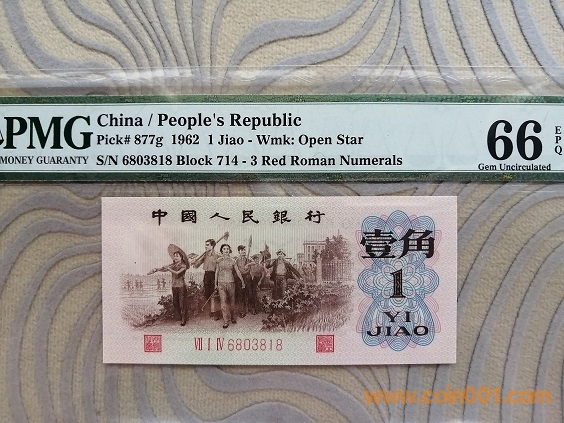 PMG
MONEY GUARANTY
China / People's Republic
Pick# 877g 1962 1 Jiao - Wmk: Open Star
S/N 6803818 Block 714 - 3 Red Roman Numerals
66
EPQ
Gem Uncirculated
中國人民銀行
壹角
1
YI
JIAO
VII I IV 6803818
www.coin001.com